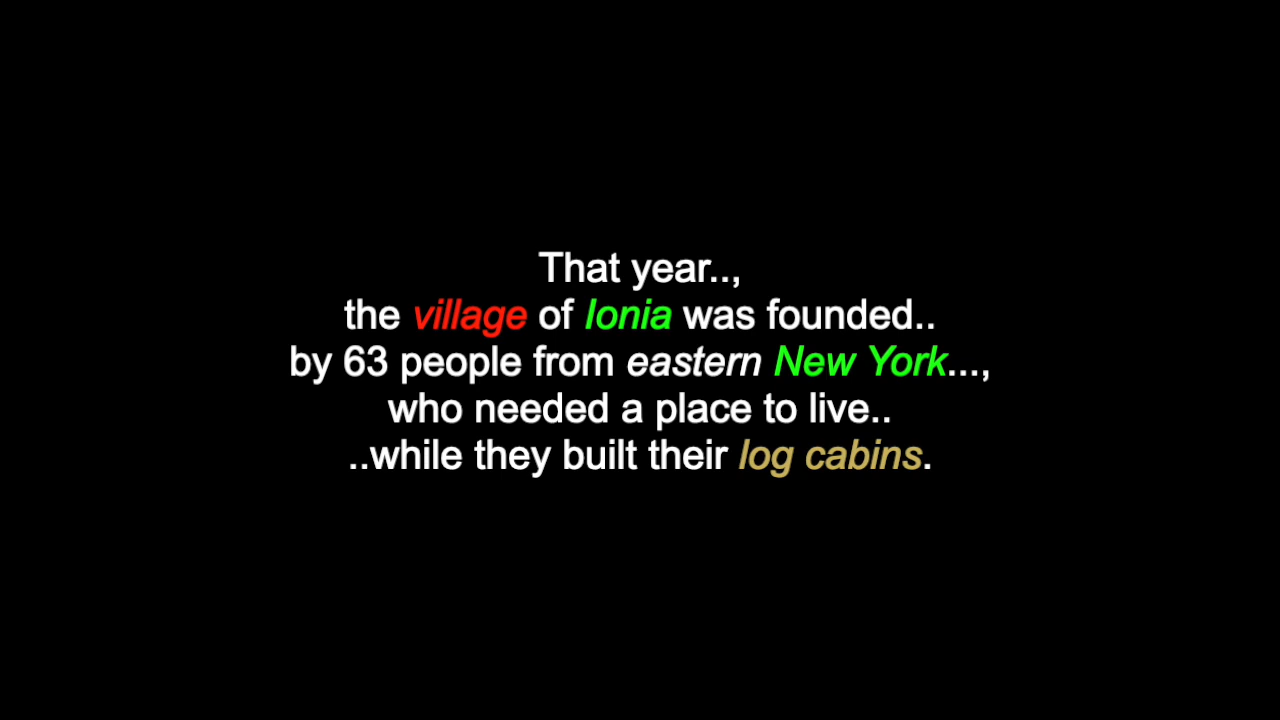 That year..,
the village of Ionia was founded..
by 63 people from eastern New York...,
who needed a place to live..
..while they built their log cabins.